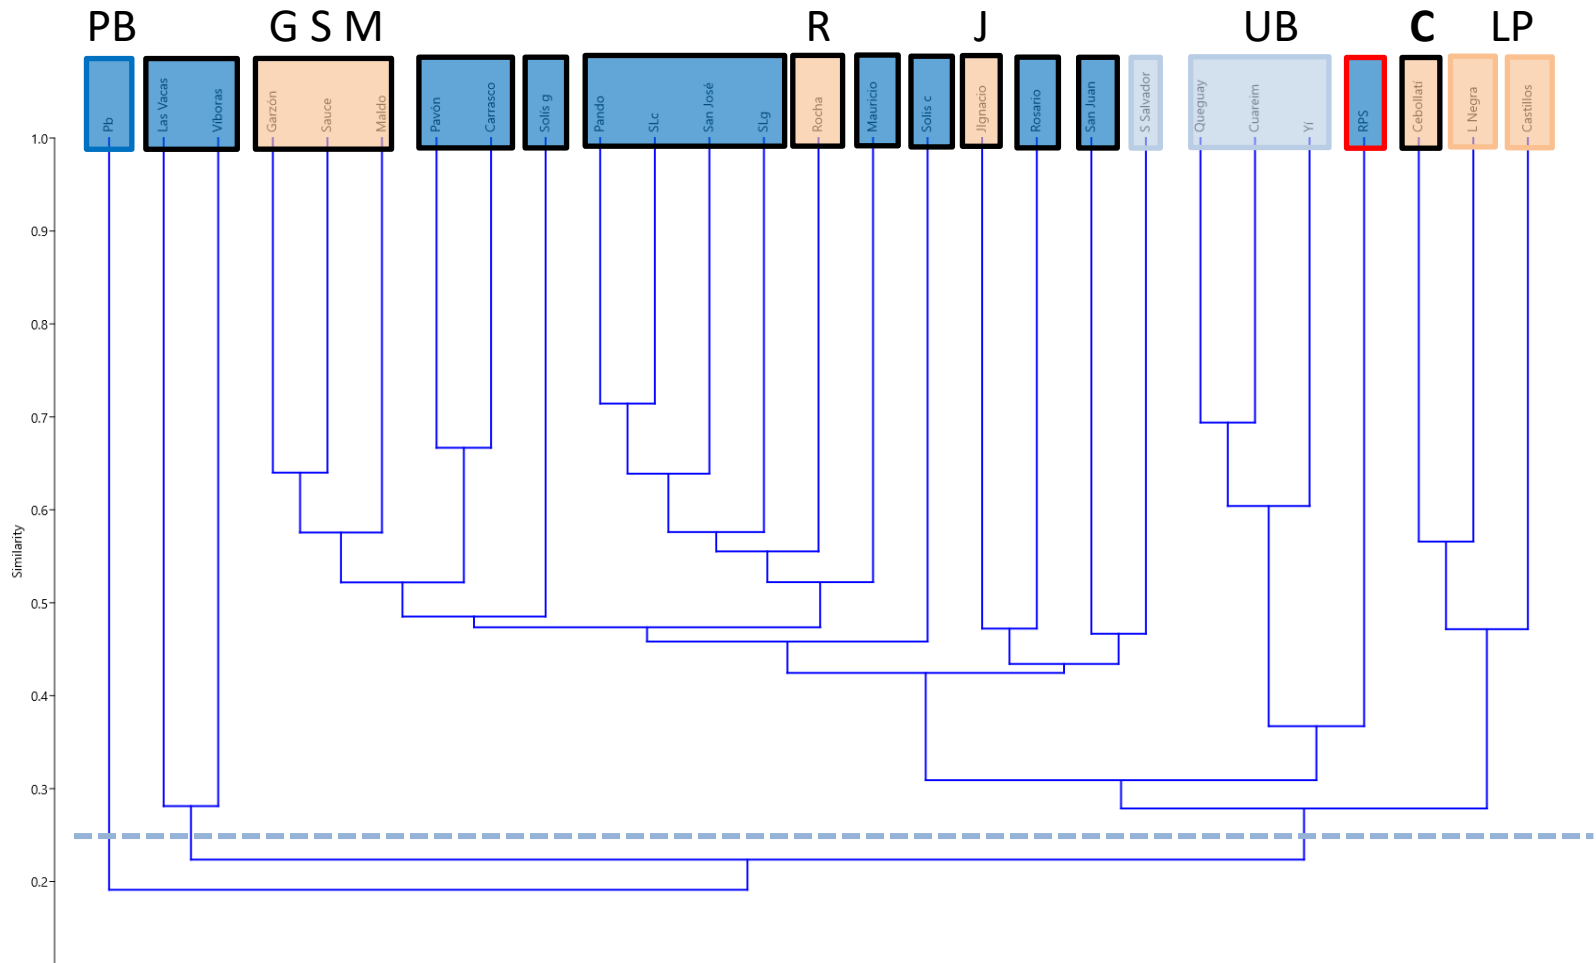 PB G S M R J UB C LP
Pb
Las Vacas
Víboras
Garzón
Sauce
Maldo
Pavón
Carrasco
Solís g
Pando
SLc
San José
SLg
Rocha
Mauricio
Solis c
JIgnacio
Rosario
San Juan
S Salvador
Queguay
Cuareim
Yí
RPS
Cebollatí
L Negra
Castillos
1.0
0.9
0.8
0.7
0.6
0.5
0.4
0.3
0.2
Similarity